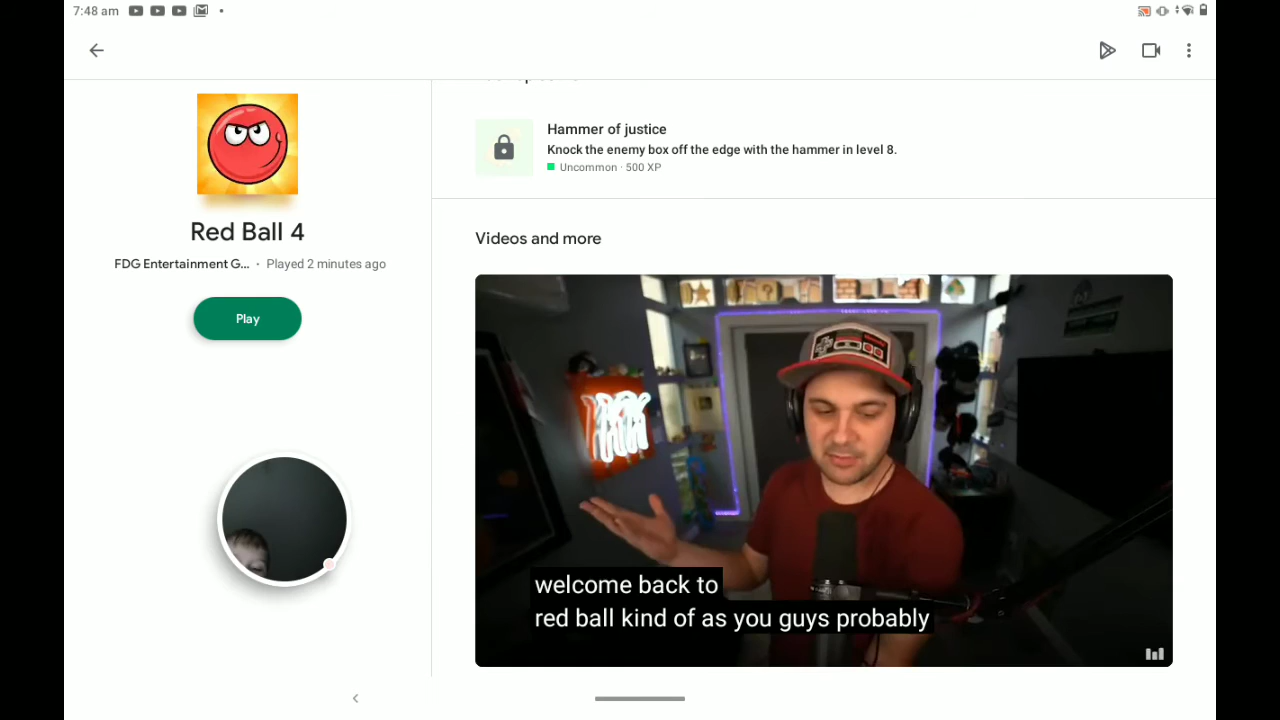 7:48 am
Red Ball 4
FDG Entertainment G... · Played 2 minutes ago
Play
Hammer of justice
Knock the enemy box off the edge with the hammer in level 8.
Uncommon · 500 XP
Videos and more
welcome back to
red ball kind of as you guys probably